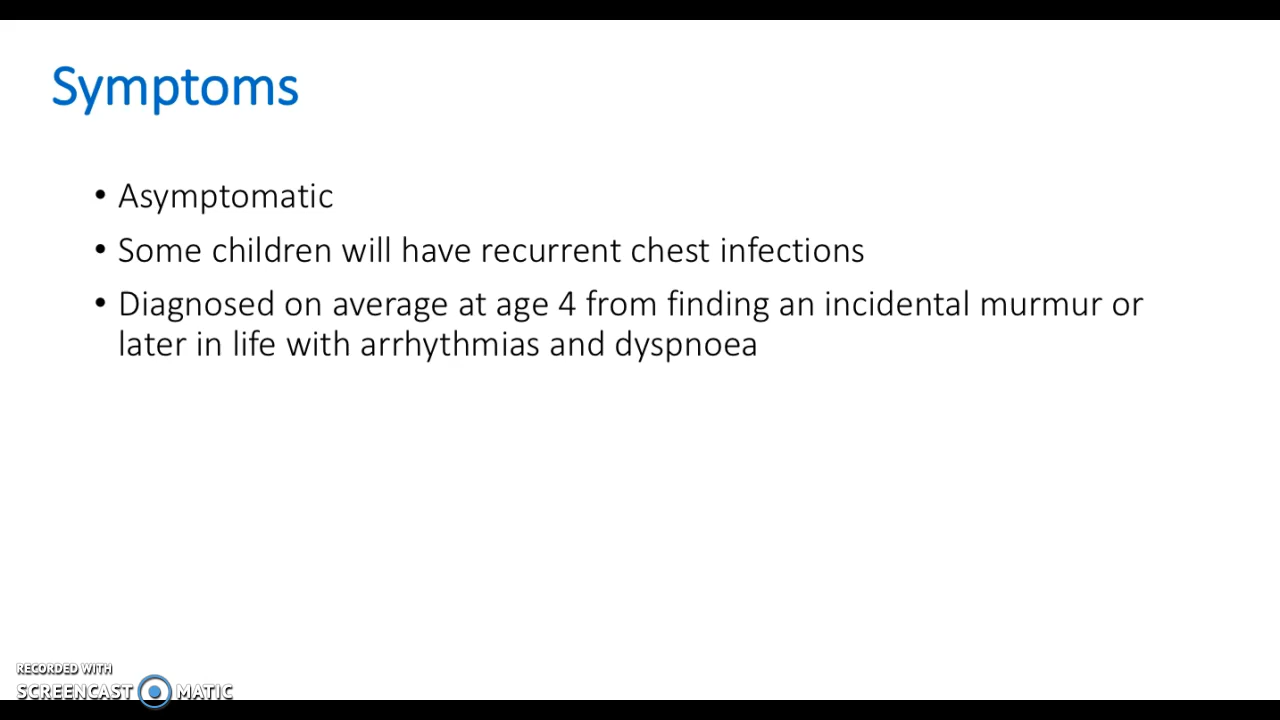 Symptoms
• Asymptomatic
• Some children will have recurrent chest infections
• Diagnosed on average at age 4 from finding an incidental murmur or
later in life with arrhythmias and dyspnoea
RECORDED WITH
SCREENCAST MATIC